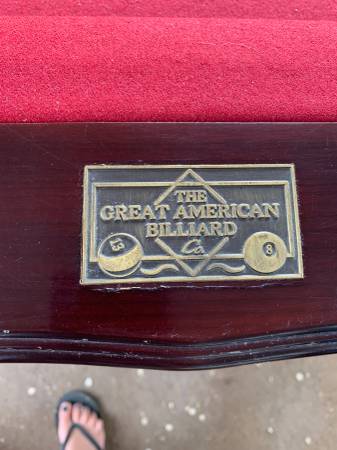 THE
GREAT AMERICAN
BILLIARD
Co.
13
8